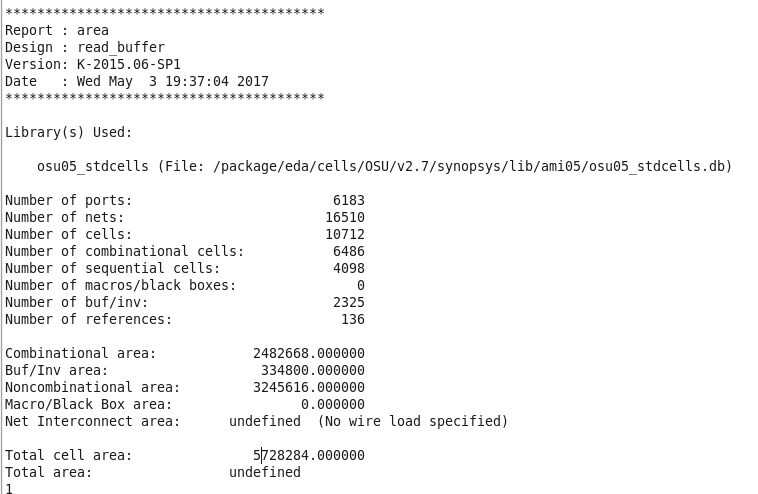 ****************************************
Report : area
Design : read_buffer
Version: K-2015.06-SP1
Date   : Wed May  3 19:37:04 2017
****************************************

Library(s) Used:

    osu05_stdcells (File: /package/eda/cells/OSU/v2.7/synopsys/lib/ami05/osu05_stdcells.db)

Number of ports:                         6183
Number of nets:                         16510
Number of cells:                        10712
Number of combinational cells:           6486
Number of sequential cells:              4098
Number of macros/black boxes:               0
Number of buf/inv:                       2325
Number of references:                     136

Combinational area:            2482668.000000
Buf/Inv area:                   334800.000000
Noncombinational area:         3245616.000000
Macro/Black Box area:                0.000000
Net Interconnect area:      undefined  (No wire load specified)

Total cell area:               5728284.000000
Total area:                 undefined
1